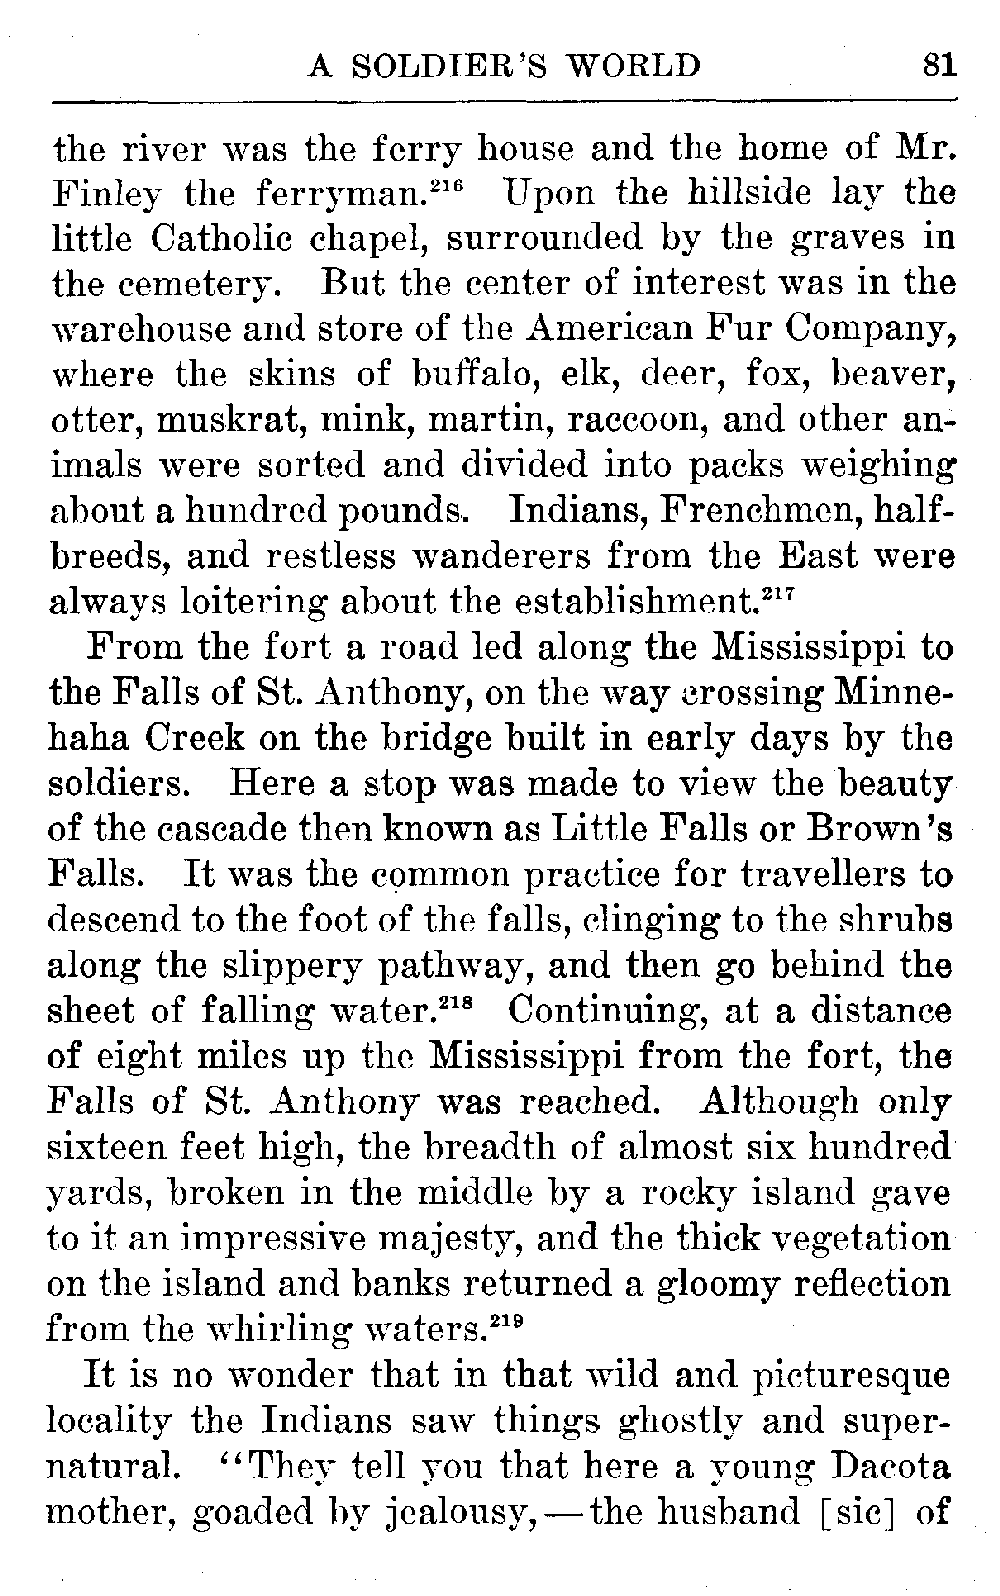 A SOLDIER'S WORLD 81
the river was the ferry house and the home of Mr.
Finley the ferryman.²¹⁶ Upon the hillside lay the
little Catholic chapel, surrounded by the graves in
the cemetery. But the center of interest was in the
warehouse and store of the American Fur Company,
where the skins of buffalo, elk, deer, fox, beaver,
otter, muskrat, mink, martin, raccoon, and other an-
imals were sorted and divided into packs weighing
about a hundred pounds. Indians, Frenchmen, half-
breeds, and restless wanderers from the East were
always loitering about the establishment.²¹⁷
From the fort a road led along the Mississippi to
the Falls of St. Anthony, on the way crossing Minne-
haha Creek on the bridge built in early days by the
soldiers. Here a stop was made to view the beauty
of the cascade then known as Little Falls or Brown's
Falls. It was the common practice for travellers to
descend to the foot of the falls, clinging to the shrubs
along the slippery pathway, and then go behind the
sheet of falling water.²¹⁸ Continuing, at a distance
of eight miles up the Mississippi from the fort, the
Falls of St. Anthony was reached. Although only
sixteen feet high, the breadth of almost six hundred
yards, broken in the middle by a rocky island gave
to it an impressive majesty, and the thick vegetation
on the island and banks returned a gloomy reflection
from the whirling waters.²¹⁹
It is no wonder that in that wild and picturesque
locality the Indians saw things ghostly and super-
natural. "They tell you that here a young Dacota
mother, goaded by jealousy,—the husband [sic] of